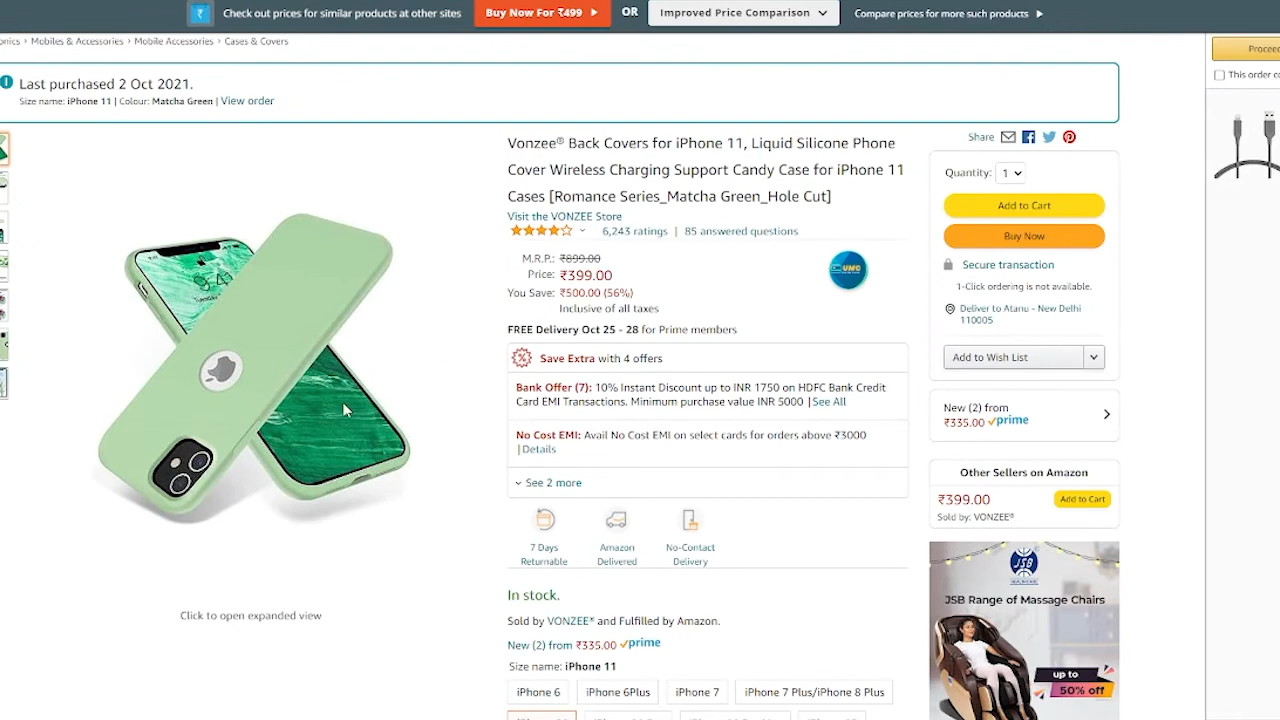 ₹ Check out prices for similar products at other sites Buy Now For ₹499 ▶ OR Improved Price Comparison Compare prices for more such products ▶
onics › Mobiles & Accessories › Mobile Accessories › Cases & Covers
Proceed
This order co
Last purchased 2 Oct 2021.
Size name: iPhone 11 | Colour: Matcha Green | View order
Vonzee® Back Covers for iPhone 11, Liquid Silicone Phone
Cover Wireless Charging Support Candy Case for iPhone 11
Cases [Romance Series_Matcha Green_Hole Cut]
Visit the VONZEE Store
6,243 ratings | 85 answered questions
M.R.P.: ₹899.00
Price: ₹399.00
You Save: ₹500.00 (56%)
Inclusive of all taxes
UMC
FREE Delivery Oct 25 - 28 for Prime members
Save Extra with 4 offers
Bank Offer (7): 10% Instant Discount up to INR 1750 on HDFC Bank Credit
Card EMI Transactions. Minimum purchase value INR 5000 | See All
No Cost EMI: Avail No Cost EMI on select cards for orders above ₹3000
| Details
See 2 more
7 Days
Returnable
Amazon
Delivered
No-Contact
Delivery
In stock.
Sold by VONZEE® and Fulfilled by Amazon.
New (2) from ₹335.00 prime
Size name: iPhone 11
iPhone 6 iPhone 6Plus iPhone 7 iPhone 7 Plus/iPhone 8 Plus
Click to open expanded view
Share
Quantity: 1
Add to Cart
Buy Now
Secure transaction
1-Click ordering is not available.
Deliver to Atanu - New Delhi
110005
Add to Wish List
New (2) from
₹335.00 prime
Other Sellers on Amazon
₹399.00 Add to Cart
Sold by: VONZEE®
JSB
JSB Range of Massage Chairs
up to
50% off